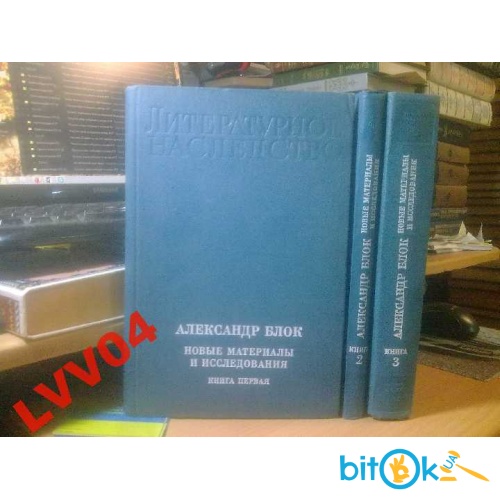 ЛИТЕРАТУРНОЕ
НАСЛЕДСТВО
АЛЕКСАНДР БЛОК
НОВЫЕ МАТЕРИАЛЫ
И ИССЛЕДОВАНИЯ
КНИГА ПЕРВАЯ
КНИГА
2
АЛЕКСАНДР БЛОК
НОВЫЕ МАТЕРИАЛЫ
И ИССЛЕДОВАНИЯ
КНИГА
3
АЛЕКСАНДР БЛОК
НОВЫЕ МАТЕРИАЛЫ
И ИССЛЕДОВАНИЯ
LVV04
bitOk
UA